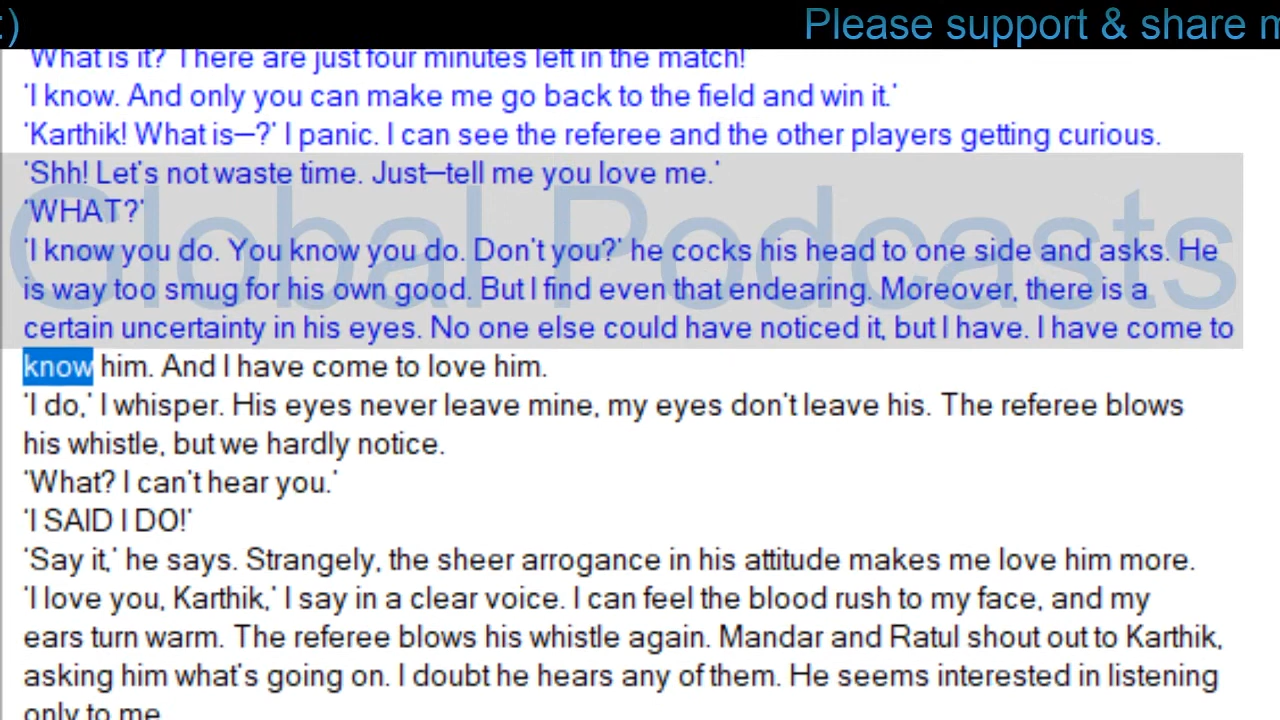 :)
Please support & share m
'What is it? There are just four minutes left in the match!
'I know. And only you can make me go back to the field and win it.'
'Karthik! What is—?' I panic. I can see the referee and the other players getting curious.
'Shh! Let's not waste time. Just—tell me you love me.'
'WHAT?'
'I know you do. You know you do. Don't you?' he cocks his head to one side and asks. He
is way too smug for his own good. But I find even that endearing. Moreover, there is a
certain uncertainty in his eyes. No one else could have noticed it, but I have. I have come to
know him. And I have come to love him.
'I do,' I whisper. His eyes never leave mine, my eyes don't leave his. The referee blows
his whistle, but we hardly notice.
'What? I can't hear you.'
'I SAID I DO!'
'Say it,' he says. Strangely, the sheer arrogance in his attitude makes me love him more.
'I love you, Karthik,' I say in a clear voice. I can feel the blood rush to my face, and my
ears turn warm. The referee blows his whistle again. Mandar and Ratul shout out to Karthik,
asking him what's going on. I doubt he hears any of them. He seems interested in listening
only to me
Global Podcasts